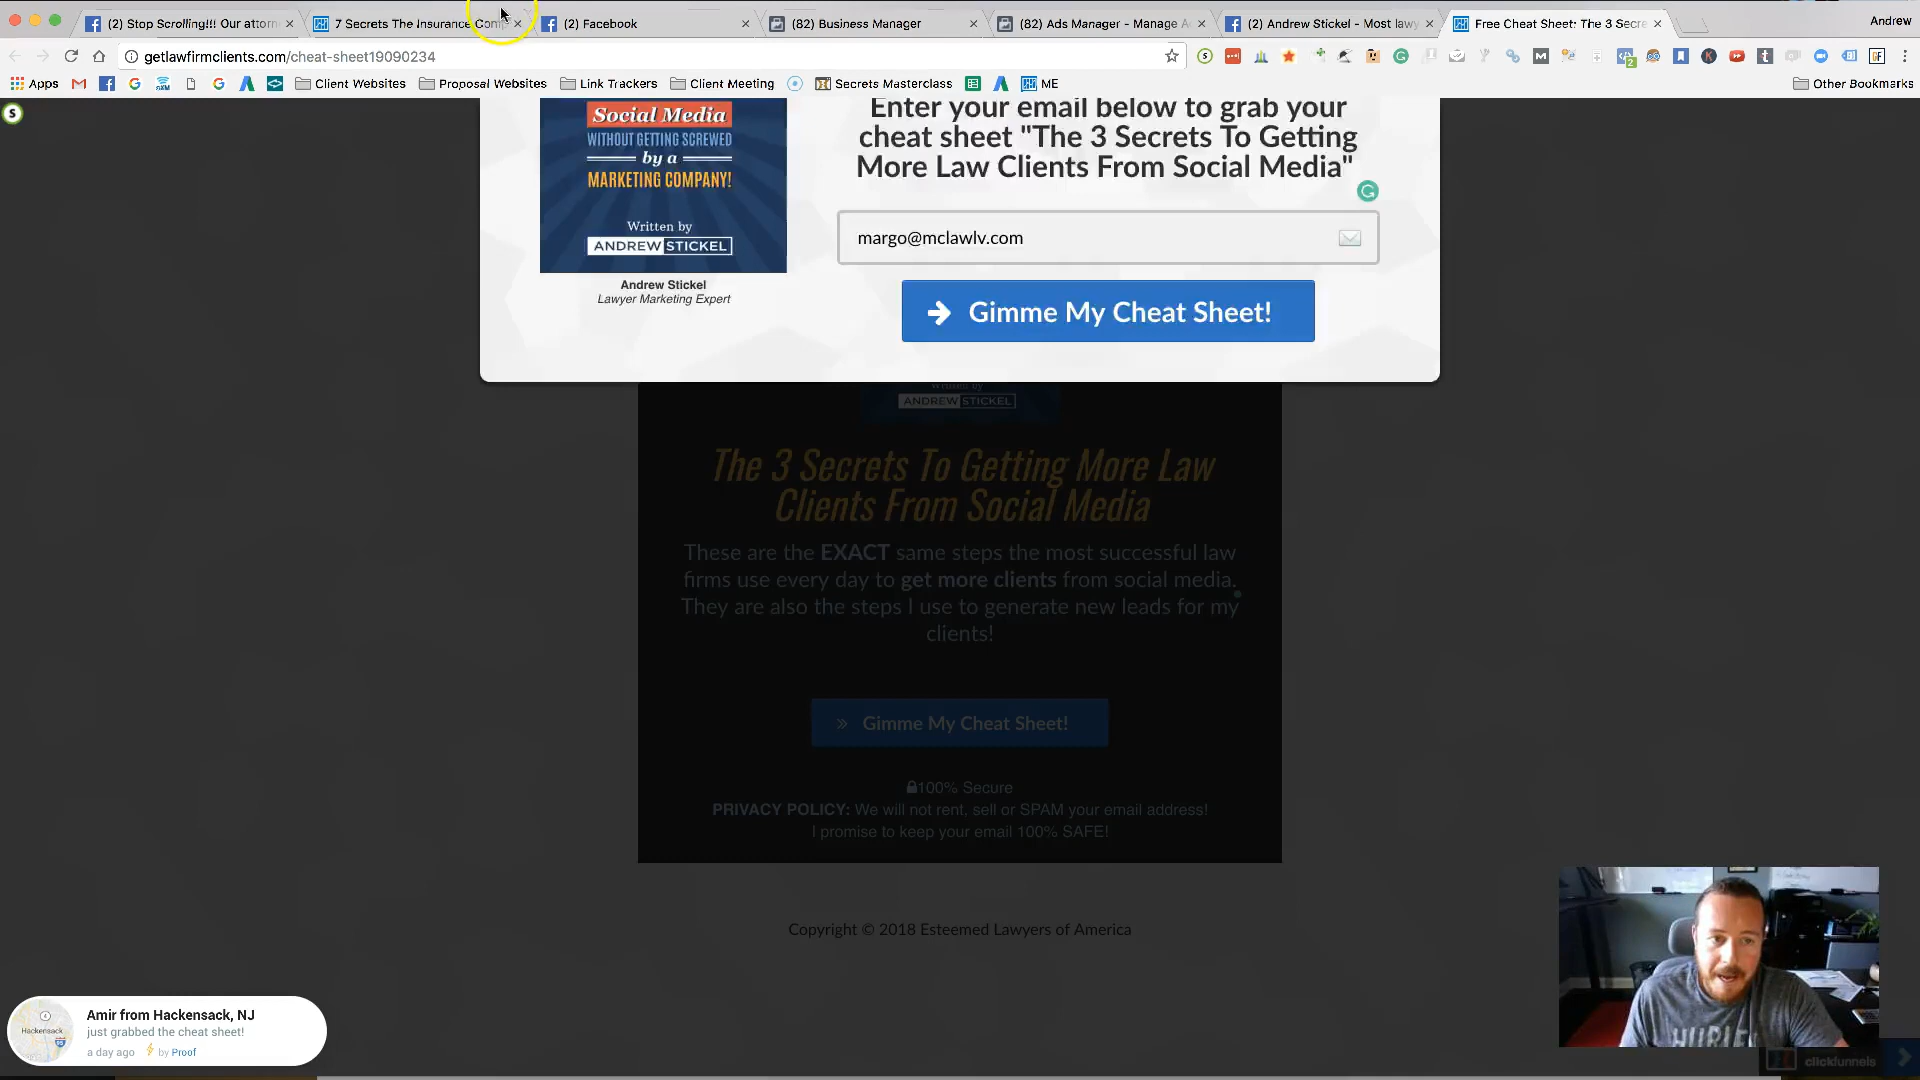 (2) Stop Scrolling!!! Our attorn
7 Secrets The Insurance Com
(2) Facebook
(82) Business Manager
(82) Ads Manager - Manage A
(2) Andrew Stickel - Most lawy
Free Cheat Sheet: The 3 Secre
Andrew
getlawfirmclients.com/cheat-sheet19090234
Apps
Client Websites
Proposal Websites
Link Trackers
Client Meeting
Secrets Masterclass
ME
Other Bookmarks
Social Media
WITHOUT GETTING SCREWED
by a
MARKETING COMPANY!
Written by
ANDREW STICKEL
Andrew Stickel
Lawyer Marketing Expert
Enter your email below to grab your
cheat sheet "The 3 Secrets To Getting
More Law Clients From Social Media"
margo@mclawlv.com
Gimme My Cheat Sheet!
Written by
ANDREW STICKEL
The 3 Secrets To Getting More Law
Clients From Social Media
These are the EXACT same steps the most successful law
firms use every day to get more clients from social media.
They are also the steps I use to generate new leads for my
clients!
Gimme My Cheat Sheet!
100% Secure
PRIVACY POLICY: We will not rent, sell or SPAM your email address!
I promise to keep your email 100% SAFE!
Copyright © 2018 Esteemed Lawyers of America
Hackensack
Amir from Hackensack, NJ
just grabbed the cheat sheet!
a day ago by Proof
HURLEY
clickfunnels